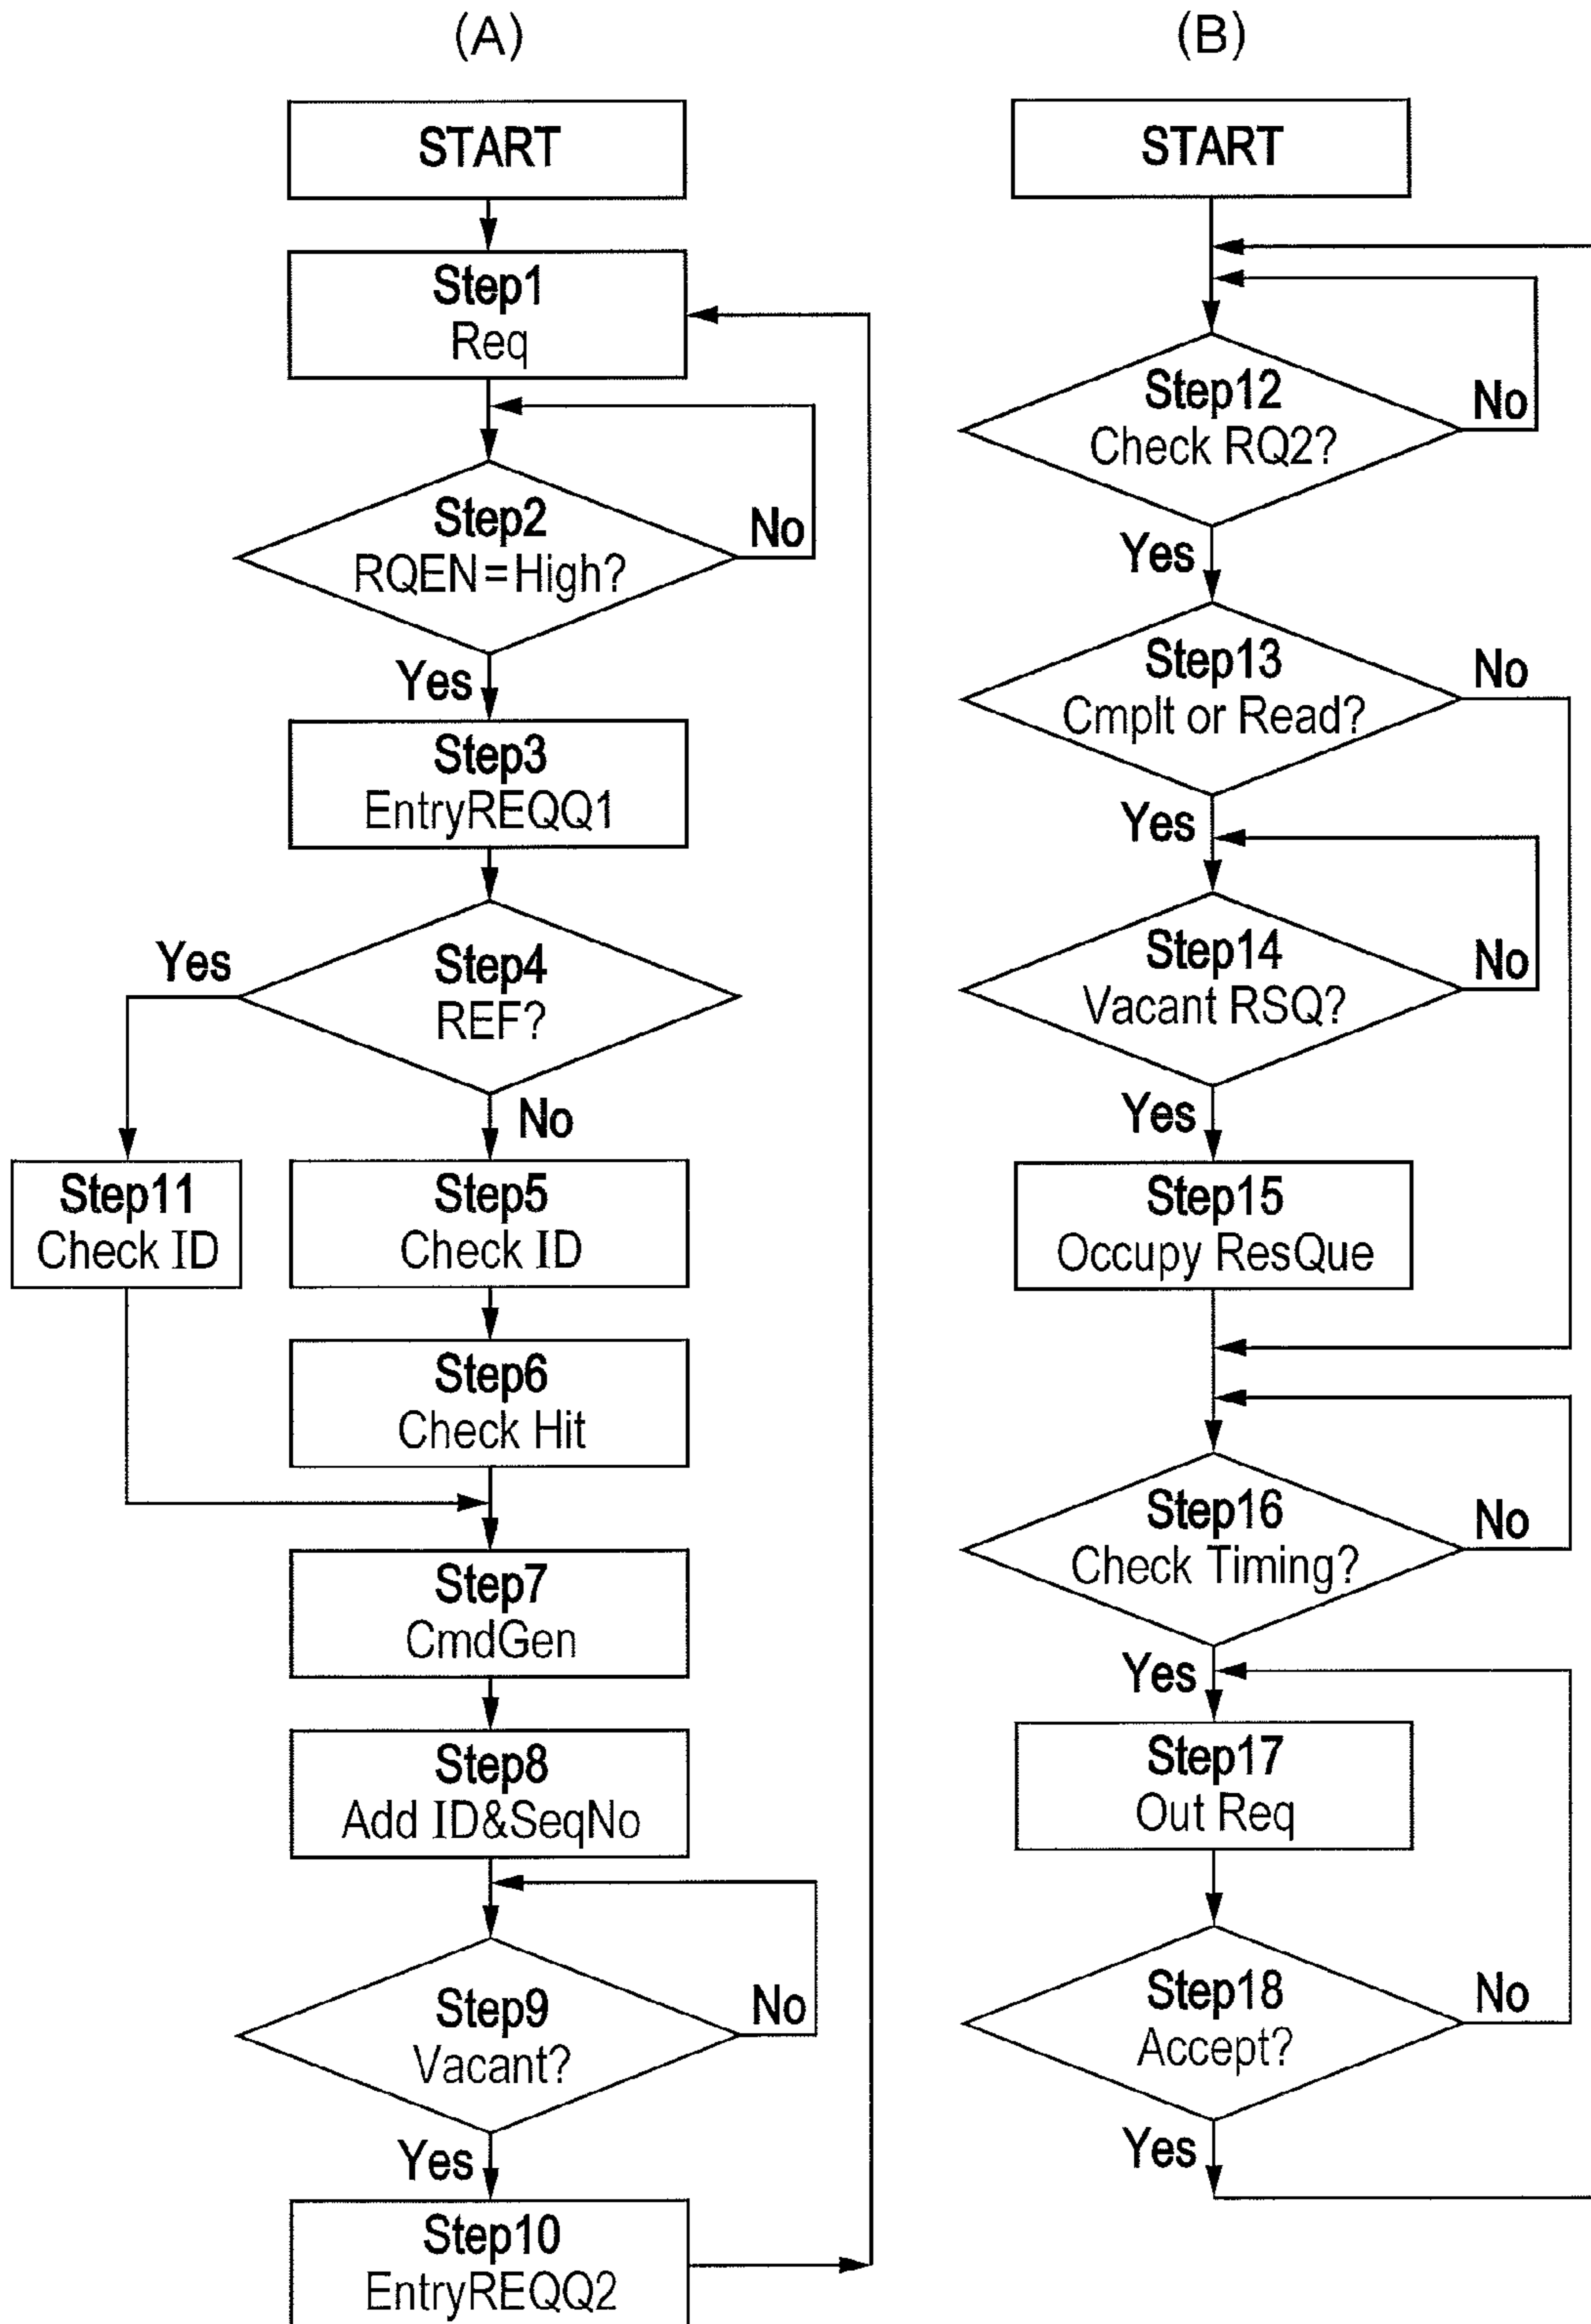 (A)
START
Step1
Req
Step2
RQEN=High?
No
Yes
Step3
EntryREQQ1
Step4
REF?
Yes
No
Step11
Check ID
Step5
Check ID
Step6
Check Hit
Step7
CmdGen
Step8
Add ID&SeqNo
Step9
Vacant?
No
Yes
Step10
EntryREQQ2
(B)
START
Step12
Check RQ2?
No
Yes
Step13
Cmplt or Read?
No
Yes
Step14
Vacant RSQ?
No
Yes
Step15
Occupy ResQue
Step16
Check Timing?
No
Yes
Step17
Out Req
Step18
Accept?
No
Yes